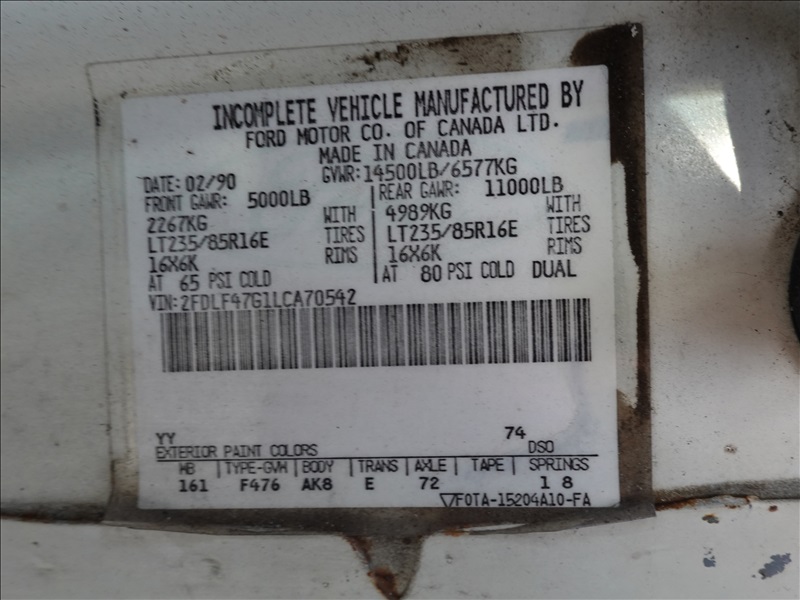 INCOMPLETE VEHICLE MANUFACTURED BY
FORD MOTOR CO. OF CANADA LTD.
MADE IN CANADA
DATE: 02/90 GVWR: 14500LB/6577KG
FRONT GAWR: 5000LB
2267KG WITH
LT235/85R16E TIRES
16X6K RIMS
AT 65 PSI COLD
REAR GAWR: 11000LB
4989KG WITH
LT235/85R16E TIRES
16X6K RIMS
AT 80 PSI COLD DUAL
VIN: 2FDLF47G1LCA70542
YY 74
EXTERIOR PAINT COLORS DSO
WB | TYPE-GVW | BODY | TRANS | AXLE | TAPE | SPRINGS
161 F476 AK8 E 72 1 8
▽F0TA-15204A10-FA